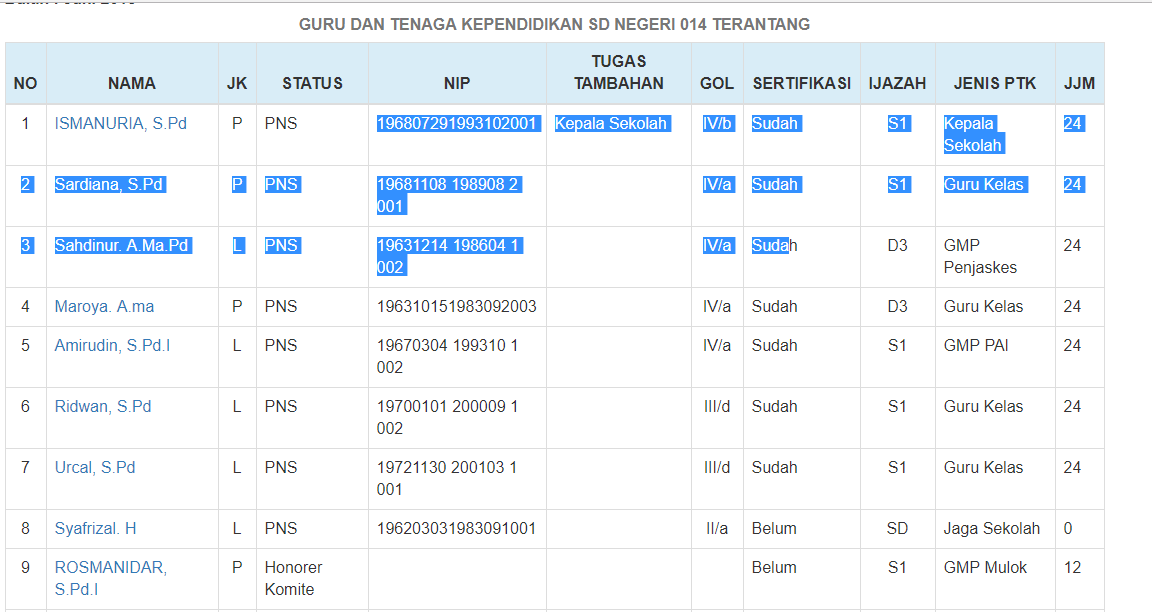 GURU DAN TENAGA KEPENDIDIKAN SD NEGERI 014 TERANTANG
NO NAMA JK STATUS NIP TUGAS TAMBAHAN GOL SERTIFIKASI IJAZAH JENIS PTK JJM
1 ISMANURIA, S.Pd P PNS 196807291993102001 Kepala Sekolah IV/b Sudah S1 Kepala Sekolah 24
2 Sardiana, S.Pd P PNS 19681108 198908 2 001 IV/a Sudah S1 Guru Kelas 24
3 Sahdinur. A.Ma.Pd L PNS 19631214 198604 1 002 IV/a Sudah D3 GMP Penjaskes 24
4 Maroya. A.ma P PNS 196310151983092003 IV/a Sudah D3 Guru Kelas 24
5 Amirudin, S.Pd.I L PNS 19670304 199310 1 002 IV/a Sudah S1 GMP PAI 24
6 Ridwan, S.Pd L PNS 19700101 200009 1 002 III/d Sudah S1 Guru Kelas 24
7 Urcal, S.Pd L PNS 19721130 200103 1 001 III/d Sudah S1 Guru Kelas 24
8 Syafrizal. H L PNS 196203031983091001 II/a Belum SD Jaga Sekolah 0
9 ROSMANIDAR, S.Pd.I P Honorer Komite Belum S1 GMP Mulok 12